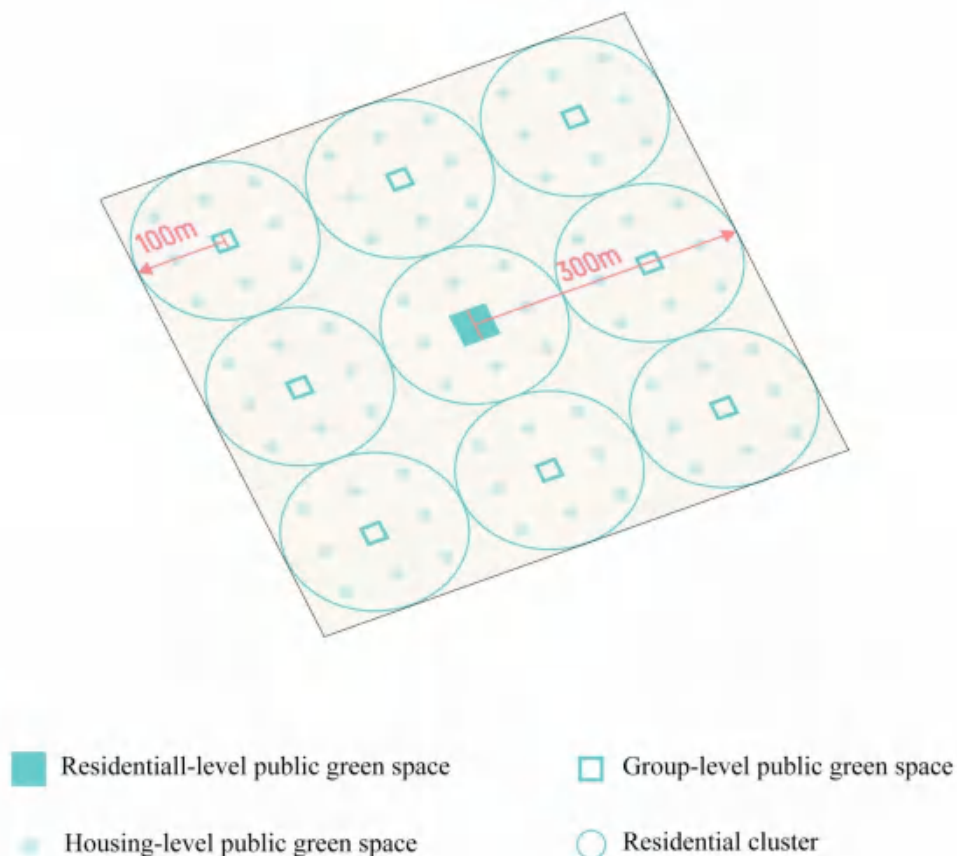 100m
300m
Residentiall-level public green space
Group-level public green space
Housing-level public green space
Residential cluster